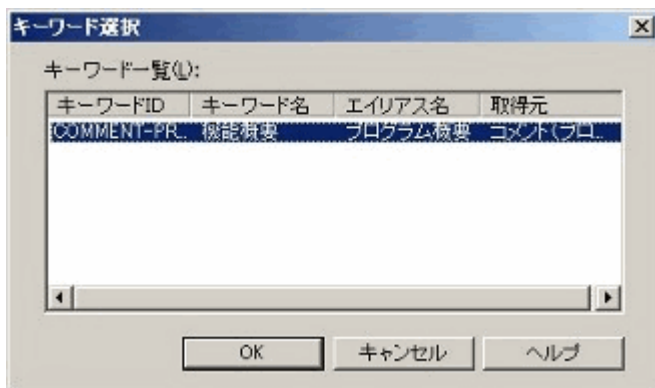 キーワード選択
キーワード一覧(L):
キーワードID キーワード名 エイリアス名 取得元
COMMENT-PR... 機能概要 プログラム概要 コメント(プロ...
OK キャンセル ヘルプ